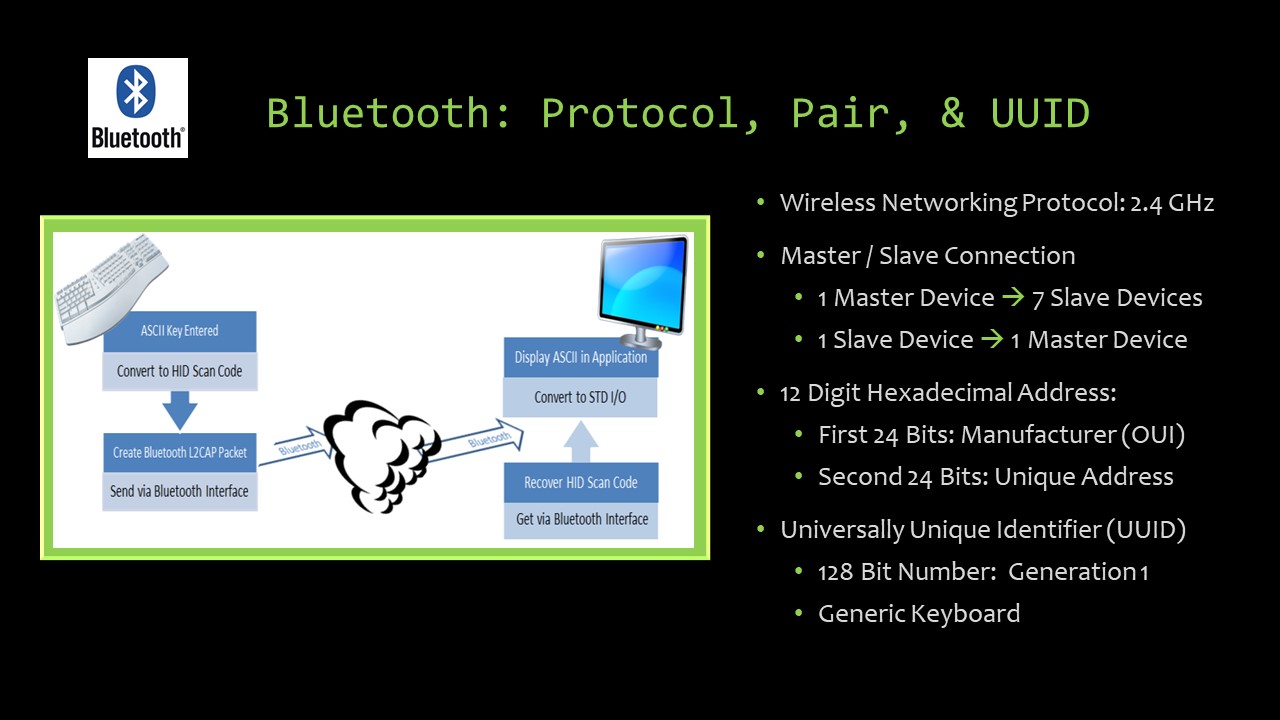 Bluetooth®
Bluetooth: Protocol, Pair, & UUID
ASCII Key Entered
Convert to HID Scan Code
Create Bluetooth L2CAP Packet
Send via Bluetooth Interface
Bluetooth
Bluetooth
Display ASCII in Application
Convert to STD I/O
Recover HID Scan Code
Get via Bluetooth Interface
• Wireless Networking Protocol: 2.4 GHz
• Master / Slave Connection
• 1 Master Device → 7 Slave Devices
• 1 Slave Device → 1 Master Device
• 12 Digit Hexadecimal Address:
• First 24 Bits: Manufacturer (OUI)
• Second 24 Bits: Unique Address
• Universally Unique Identifier (UUID)
• 128 Bit Number: Generation 1
• Generic Keyboard